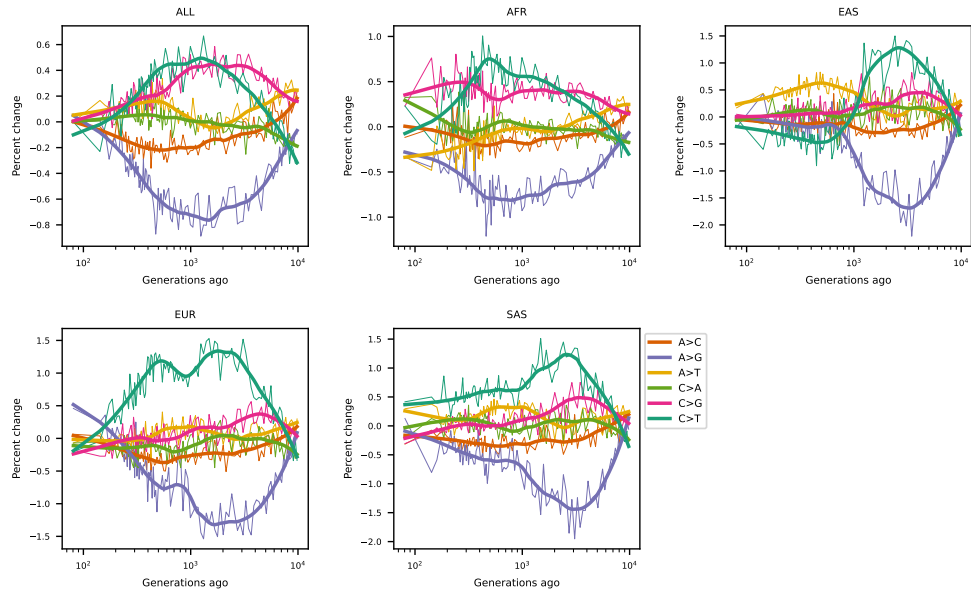 ALL
0.6
0.4
0.2
0.0
−0.2
−0.4
−0.6
−0.8
Percent change
10²
10³
10⁴
Generations ago
AFR
1.0
0.5
0.0
−0.5
−1.0
Percent change
10²
10³
10⁴
Generations ago
EAS
1.5
1.0
0.5
0.0
−0.5
−1.0
−1.5
−2.0
Percent change
10²
10³
10⁴
Generations ago
EUR
1.5
1.0
0.5
0.0
−0.5
−1.0
−1.5
Percent change
10²
10³
10⁴
Generations ago
SAS
1.5
1.0
0.5
0.0
−0.5
−1.0
−1.5
−2.0
Percent change
10²
10³
10⁴
Generations ago
A>C
A>G
A>T
C>A
C>G
C>T